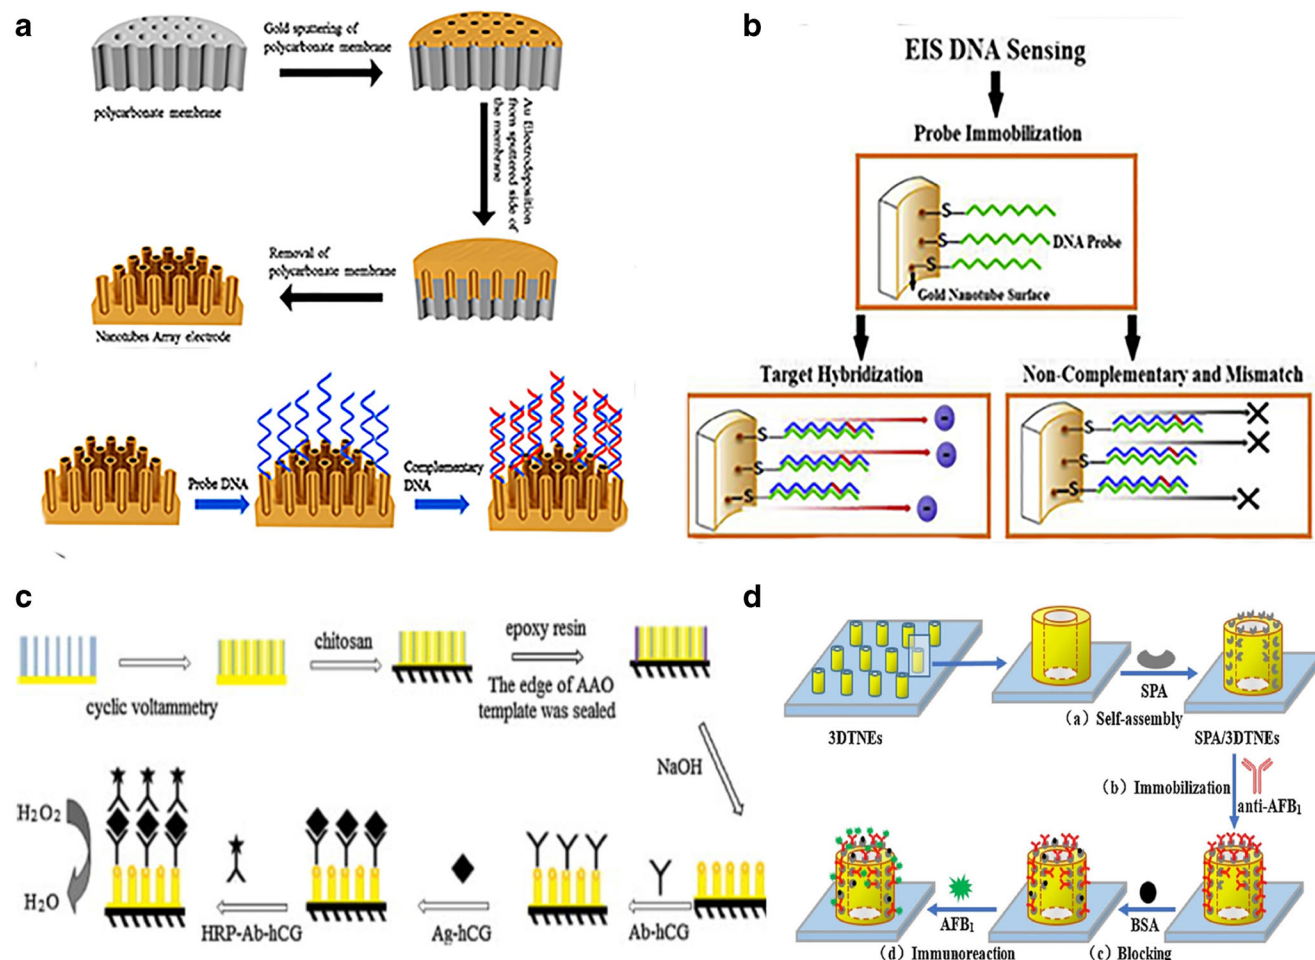 a
Gold sputtering of
polycarbonate membrane
polycarbonate membrane
Au Electrodeposition
from sputtered side of
the membrane
Removal of
polycarbonate membrane
Nanotubes Array electrode
Probe DNA
Complementary
DNA
b
EIS DNA Sensing
Probe Immobilization
S
S
S
DNA Probe
Gold Nanotube Surface
Target Hybridization
Non-Complementary and Mismatch
S
S
S
-
-
-
S
S
S
c
cyclic voltammetry
chitosan
epoxy resin
The edge of AAO
template was sealed
NaOH
Ab-hCG
Ag-hCG
HRP-Ab-hCG
H2O2
H2O
d
3DTNEs
SPA
(a) Self-assembly
SPA/3DTNEs
(b) Immobilization
anti-AFB₁
BSA
(c) Blocking
AFB₁
(d) Immunoreaction